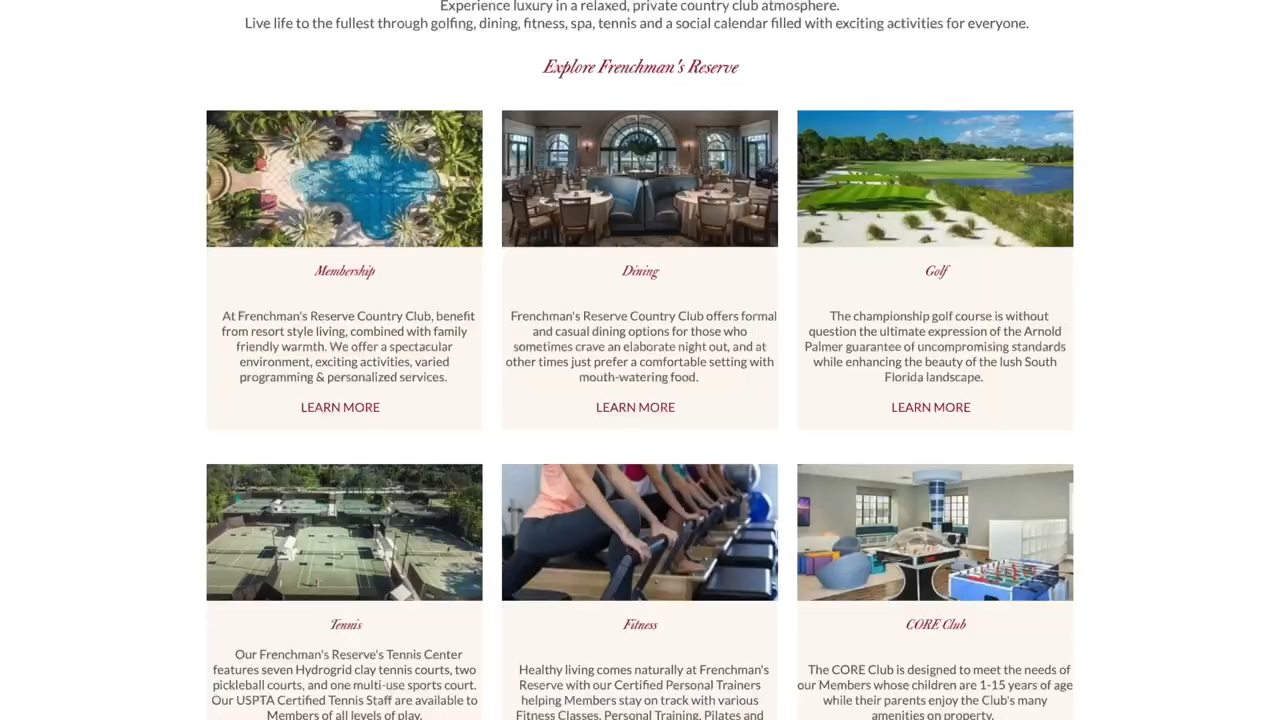 Experience luxury in a relaxed, private country club atmosphere.
Live life to the fullest through golfing, dining, fitness, spa, tennis and a social calendar filled with exciting activities for everyone.
Explore Frenchman's Reserve
Membership
At Frenchman's Reserve Country Club, benefit
from resort style living, combined with family
friendly warmth. We offer a spectacular
environment, exciting activities, varied
programming & personalized services.
LEARN MORE
Dining
Frenchman's Reserve Country Club offers formal
and casual dining options for those who
sometimes crave an elaborate night out, and at
other times just prefer a comfortable setting with
mouth-watering food.
LEARN MORE
Golf
The championship golf course is without
question the ultimate expression of the Arnold
Palmer guarantee of uncompromising standards
while enhancing the beauty of the lush South
Florida landscape.
LEARN MORE
Tennis
Our Frenchman's Reserve's Tennis Center
features seven Hydrogrid clay tennis courts, two
pickleball courts, and one multi-use sports court.
Our USPTA Certified Tennis Staff are available to
Members of all levels of play.
Fitness
Healthy living comes naturally at Frenchman's
Reserve with our Certified Personal Trainers
helping Members stay on track with various
Fitness Classes, Personal Training, Pilates and
CORE Club
The CORE Club is designed to meet the needs of
our Members whose children are 1-15 years of age
while their parents enjoy the Club's many
amenities on property.